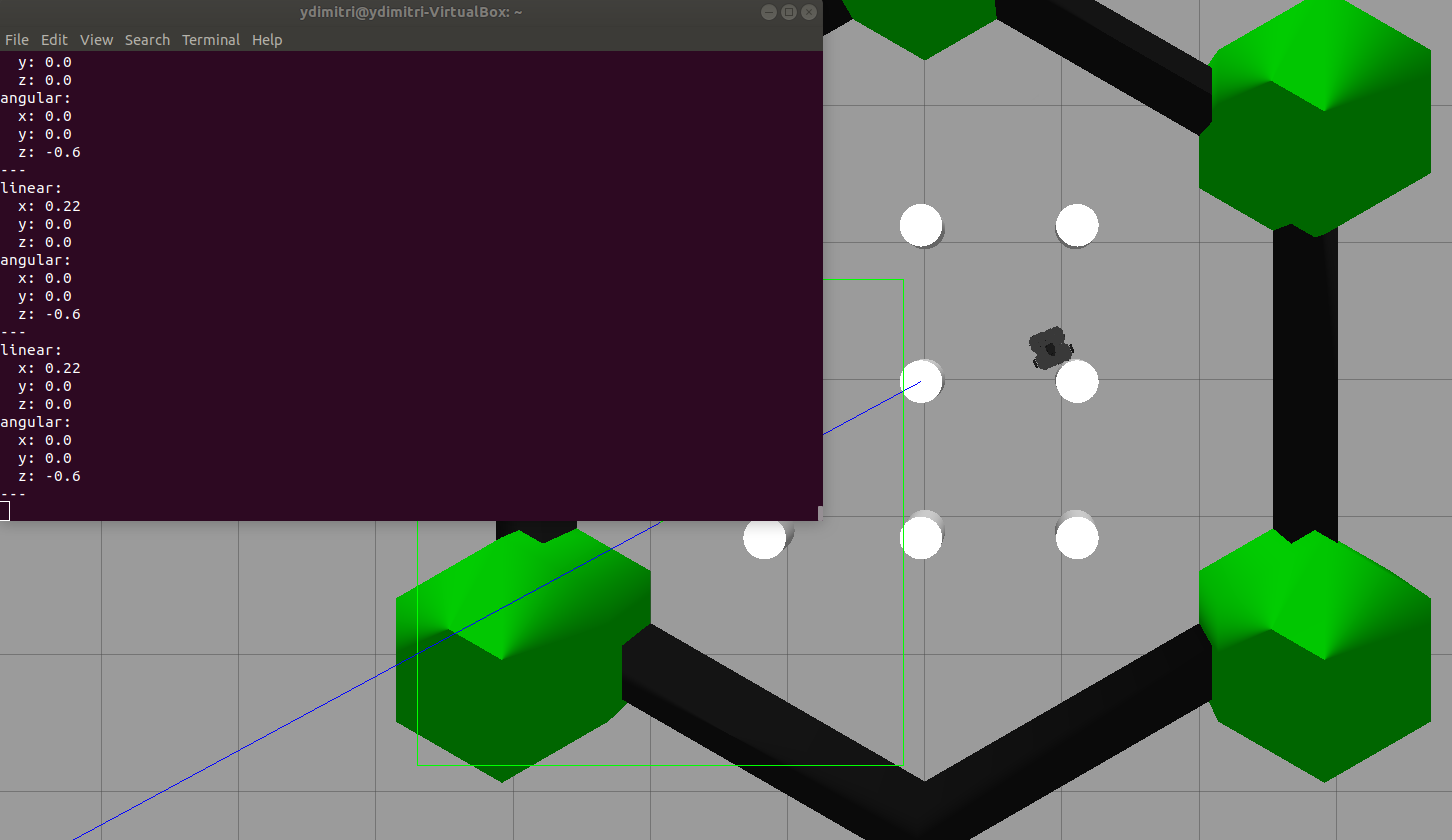 ydimitri@ydimitri-VirtualBox: ~
File Edit View Search Terminal Help
  y: 0.0
  z: 0.0
angular:
  x: 0.0
  y: 0.0
  z: -0.6
---
linear:
  x: 0.22
  y: 0.0
  z: 0.0
angular:
  x: 0.0
  y: 0.0
  z: -0.6
---
linear:
  x: 0.22
  y: 0.0
  z: 0.0
angular:
  x: 0.0
  y: 0.0
  z: -0.6
---